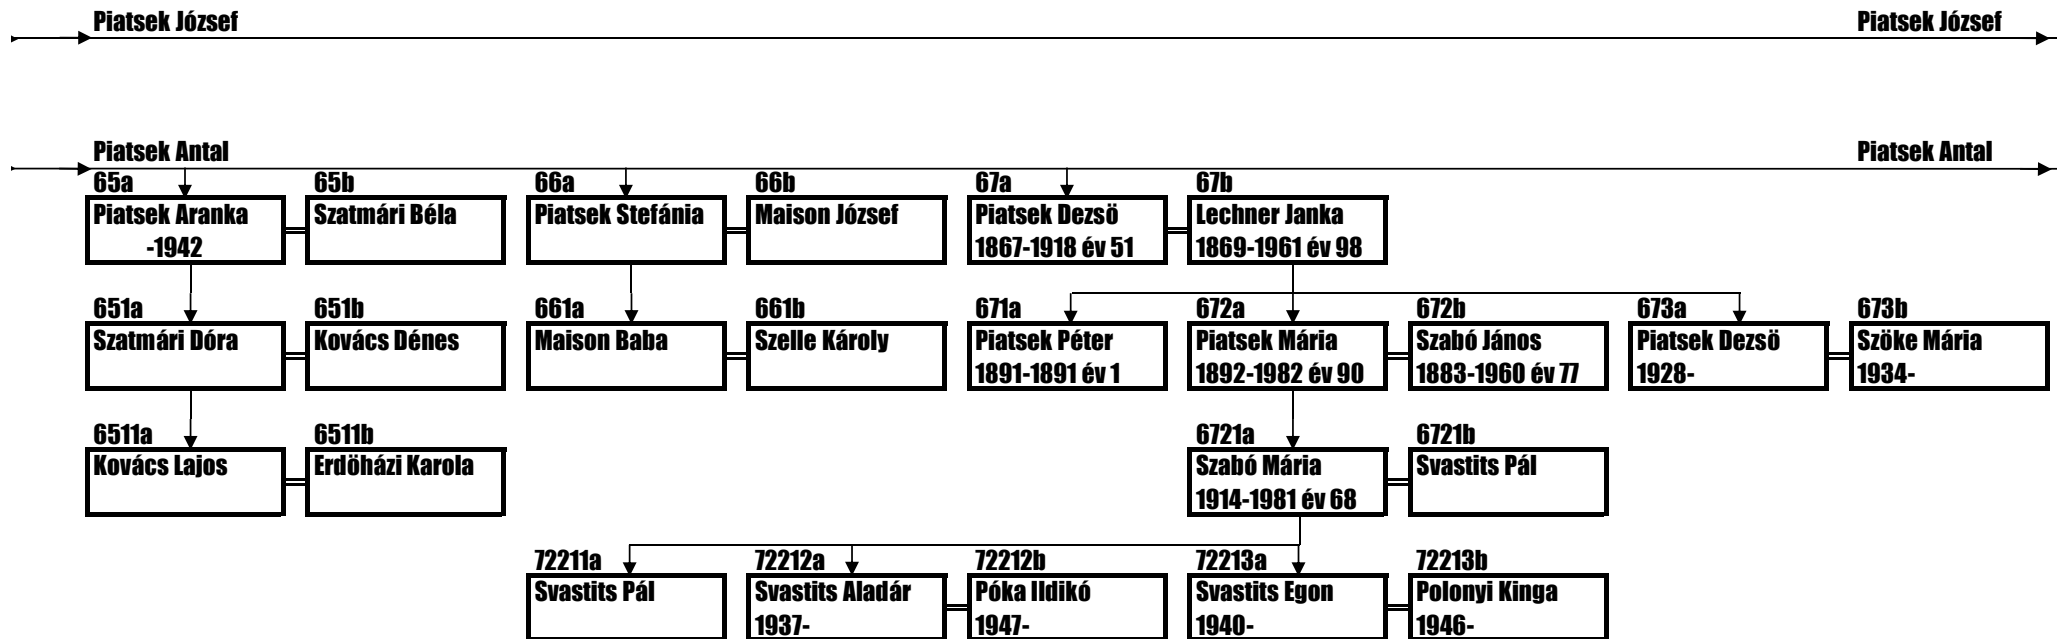 Piatsek József Piatsek József
Piatsek Antal Piatsek Antal
65a 65b 66a 66b 67a 67b
Piatsek Aranka Szatmári Béla Piatsek Stefánia Maison József Piatsek Dezsö Lechner Janka
-1942 1867-1918 év 51 1869-1961 év 98
651a 651b 661a 661b 671a 672a 672b 673a 673b
Szatmári Dóra Kovács Dénes Maison Baba Szelle Károly Piatsek Péter Piatsek Mária Szabó János Piatsek Dezsö Szöke Mária
1891-1891 év 1 1892-1982 év 90 1883-1960 év 77 1928- 1934-
6511a 6511b 6721a 6721b
Kovács Lajos Erdöházi Karola Szabó Mária Svastits Pál
1914-1981 év 68
72211a 72212a 72212b 72213a 72213b
Svastits Pál Svastits Aladár Póka Ildikó Svastits Egon Polonyi Kinga
1937- 1947- 1940- 1946-